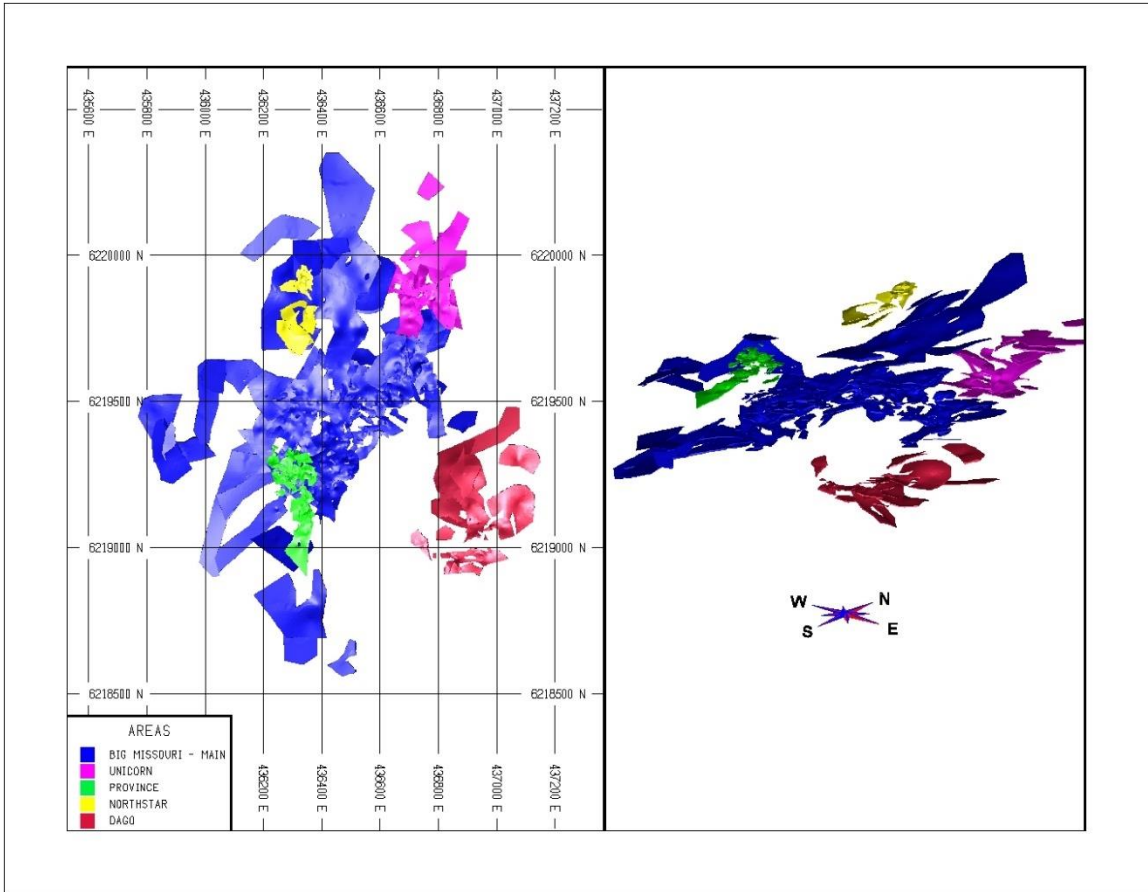 435600 E
435800 E
436000 E
436200 E
436400 E
436600 E
436800 E
437000 E
437200 E
6220000 N
6220000 N
6219500 N
6219500 N
6219000 N
6219000 N
6218500 N
6218500 N
W
N
S
E
AREAS
BIG MISSOURI - MAIN
UNICORN
PROVINCE
NORTHSTAR
DAGO
436200 E
436400 E
436600 E
436800 E
437000 E
437200 E